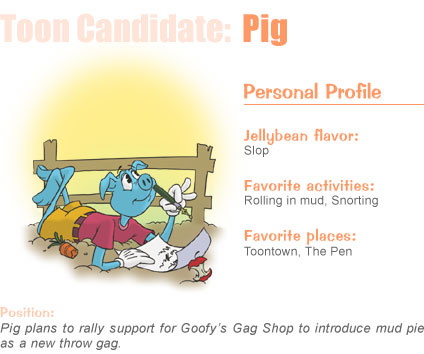 Toon Candidate: Pig
Personal Profile
Jellybean flavor:
Slop
Favorite activities:
Rolling in mud, Snorting
Favorite places:
Toontown, The Pen
Position:
Pig plans to rally support for Goofy's Gag Shop to introduce mud pie
as a new throw gag.